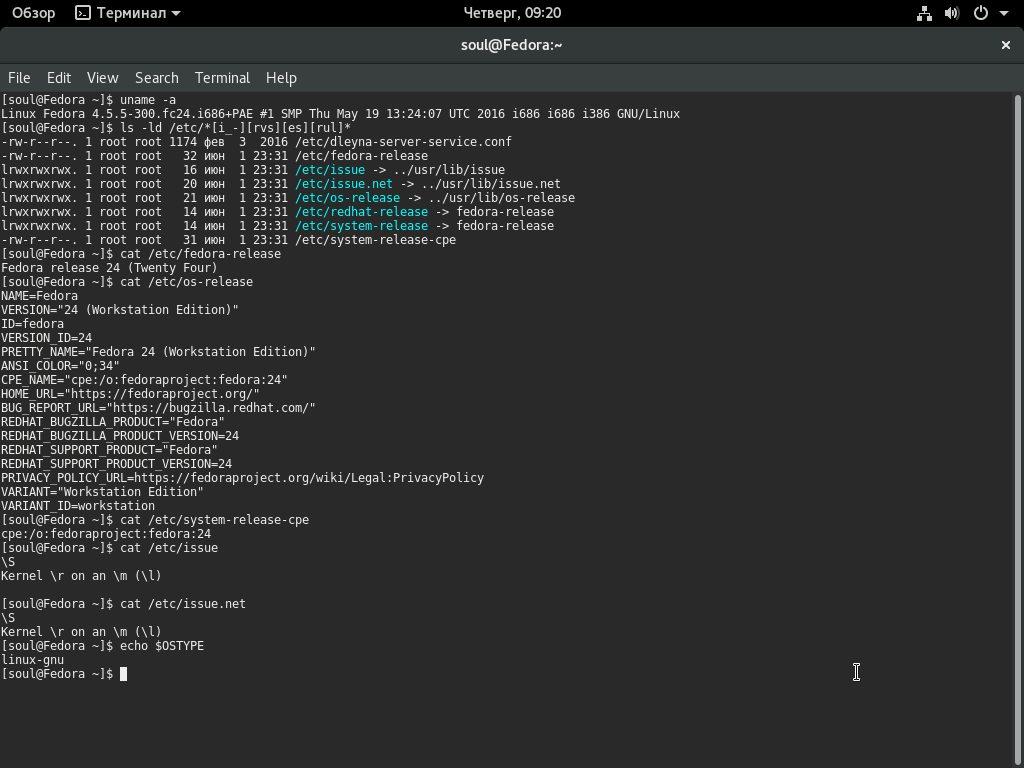 Обзор Терминал Четверг, 09:20
soul@Fedora:~
File Edit View Search Terminal Help
[soul@Fedora ~]$ uname -a
Linux Fedora 4.5.5-300.fc24.i686+PAE #1 SMP Thu May 19 13:24:07 UTC 2016 i686 i686 i386 GNU/Linux
[soul@Fedora ~]$ ls -ld /etc/*[i_-][rvs][es][rul]*
-rw-r--r--. 1 root root 1174 фев  3  2016 /etc/dleyna-server-service.conf
-rw-r--r--. 1 root root   32 июн  1 23:31 /etc/fedora-release
lrwxrwxrwx. 1 root root   16 июн  1 23:31 /etc/issue -> ../usr/lib/issue
lrwxrwxrwx. 1 root root   20 июн  1 23:31 /etc/issue.net -> ../usr/lib/issue.net
lrwxrwxrwx. 1 root root   21 июн  1 23:31 /etc/os-release -> ../usr/lib/os-release
lrwxrwxrwx. 1 root root   14 июн  1 23:31 /etc/redhat-release -> fedora-release
lrwxrwxrwx. 1 root root   14 июн  1 23:31 /etc/system-release -> fedora-release
-rw-r--r--. 1 root root   31 июн  1 23:31 /etc/system-release-cpe
[soul@Fedora ~]$ cat /etc/fedora-release
Fedora release 24 (Twenty Four)
[soul@Fedora ~]$ cat /etc/os-release
NAME=Fedora
VERSION="24 (Workstation Edition)"
ID=fedora
VERSION_ID=24
PRETTY_NAME="Fedora 24 (Workstation Edition)"
ANSI_COLOR="0;34"
CPE_NAME="cpe:/o:fedoraproject:fedora:24"
HOME_URL="https://fedoraproject.org/"
BUG_REPORT_URL="https://bugzilla.redhat.com/"
REDHAT_BUGZILLA_PRODUCT="Fedora"
REDHAT_BUGZILLA_PRODUCT_VERSION=24
REDHAT_SUPPORT_PRODUCT="Fedora"
REDHAT_SUPPORT_PRODUCT_VERSION=24
PRIVACY_POLICY_URL=https://fedoraproject.org/wiki/Legal:PrivacyPolicy
VARIANT="Workstation Edition"
VARIANT_ID=workstation
[soul@Fedora ~]$ cat /etc/system-release-cpe
cpe:/o:fedoraproject:fedora:24
[soul@Fedora ~]$ cat /etc/issue
\S
Kernel \r on an \m (\l)
[soul@Fedora ~]$ cat /etc/issue.net
\S
Kernel \r on an \m (\l)
[soul@Fedora ~]$ echo $OSTYPE
linux-gnu
[soul@Fedora ~]$